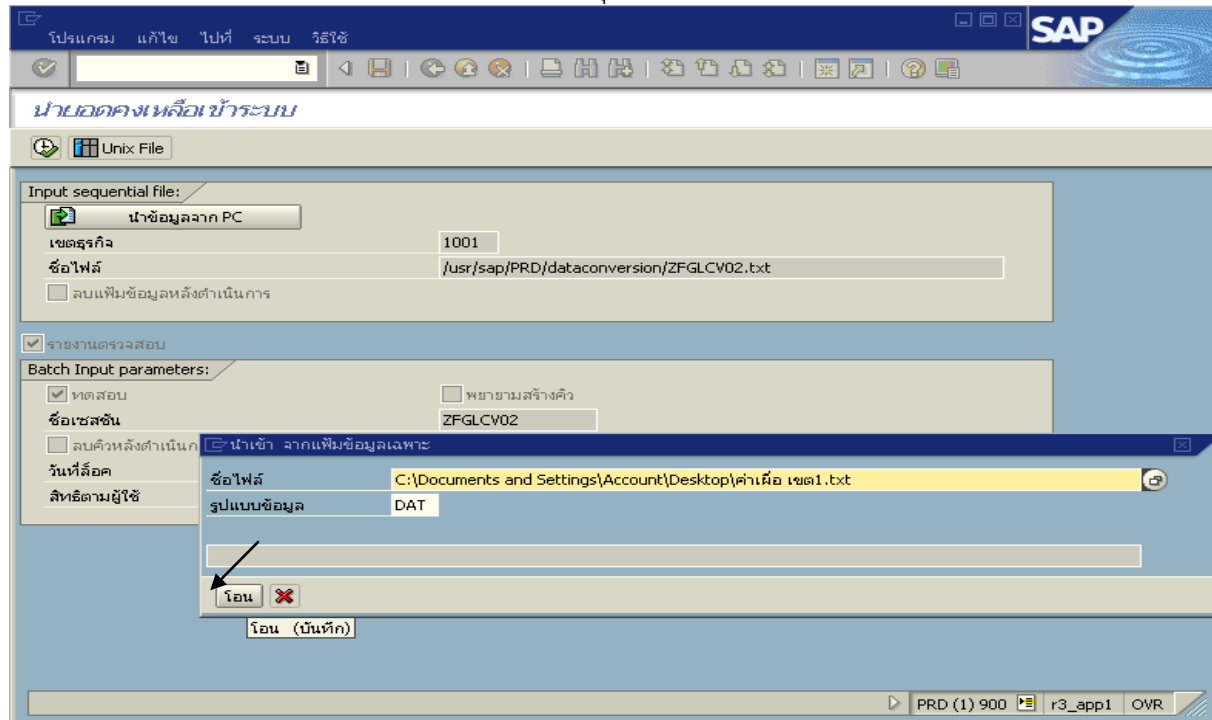 โปรแกรม แก้ไข ไปที่ ระบบ วิธีใช้
SAP
นำยอดคงเหลือเข้าระบบ
Unix File
Input sequential file:
นำข้อมูลจาก PC
เขตธุรกิจ 1001
ชื่อไฟล์ /usr/sap/PRD/dataconversion/ZFGLCV02.txt
ลบแฟ้มข้อมูลหลังดำเนินการ
รายงานตรวจสอบ
Batch Input parameters:
ทดสอบ พยายามสร้างคิว
ชื่อเซสชัน ZFGLCV02
ลบคิวหลังดำเนินก
นำเข้า จากแฟ้มข้อมูลเฉพาะ
วันที่ล็อค
ชื่อไฟล์ C:\Documents and Settings\Account\Desktop\ค่าเผื่อ เขต1.txt
สิทธิตามผู้ใช้
รูปแบบข้อมูล DAT
โอน
โอน (บันทึก)
PRD (1) 900 r3_app1 OVR